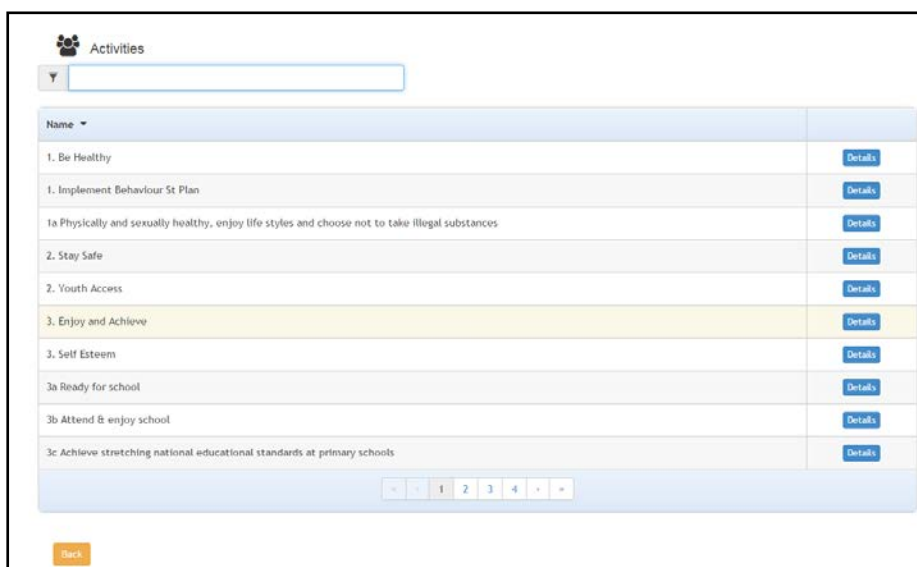 Activities
Name
1. Be Healthy Details
1. Implement Behaviour St Plan Details
1a Physically and sexually healthy, enjoy life styles and choose not to take illegal substances Details
2. Stay Safe Details
2. Youth Access Details
3. Enjoy and Achieve Details
3. Self Esteem Details
3a Ready for school Details
3b Attend & enjoy school Details
3c Achieve stretching national educational standards at primary schools Details
« ‹ 1 2 3 4 › »
Back